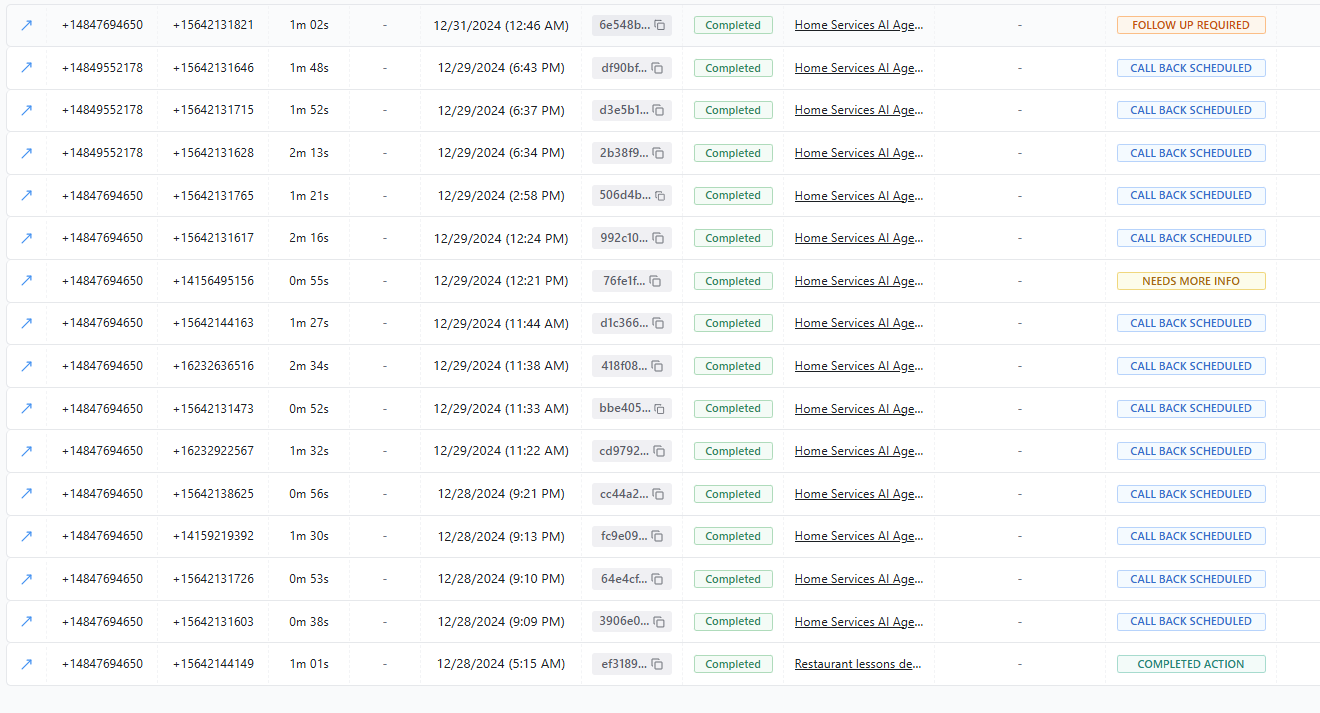 +14847694650 +15642131821 1m 02s - 12/31/2024 (12:46 AM) 6e548b... Completed Home Services AI Age... - FOLLOW UP REQUIRED
+14849552178 +15642131646 1m 48s - 12/29/2024 (6:43 PM) df90bf... Completed Home Services AI Age... - CALL BACK SCHEDULED
+14849552178 +15642131715 1m 52s - 12/29/2024 (6:37 PM) d3e5b1... Completed Home Services AI Age... - CALL BACK SCHEDULED
+14849552178 +15642131628 2m 13s - 12/29/2024 (6:34 PM) 2b38f9... Completed Home Services AI Age... - CALL BACK SCHEDULED
+14847694650 +15642131765 1m 21s - 12/29/2024 (2:58 PM) 506d4b... Completed Home Services AI Age... - CALL BACK SCHEDULED
+14847694650 +15642131617 2m 16s - 12/29/2024 (12:24 PM) 992c10... Completed Home Services AI Age... - CALL BACK SCHEDULED
+14847694650 +14156495156 0m 55s - 12/29/2024 (12:21 PM) 76fe1f... Completed Home Services AI Age... - NEEDS MORE INFO
+14847694650 +15642144163 1m 27s - 12/29/2024 (11:44 AM) d1c366... Completed Home Services AI Age... - CALL BACK SCHEDULED
+14847694650 +16232636516 2m 34s - 12/29/2024 (11:38 AM) 418f08... Completed Home Services AI Age... - CALL BACK SCHEDULED
+14847694650 +15642131473 0m 52s - 12/29/2024 (11:33 AM) bbe405... Completed Home Services AI Age... - CALL BACK SCHEDULED
+14847694650 +16232922567 1m 32s - 12/29/2024 (11:22 AM) cd9792... Completed Home Services AI Age... - CALL BACK SCHEDULED
+14847694650 +15642138625 0m 56s - 12/28/2024 (9:21 PM) cc44a2... Completed Home Services AI Age... - CALL BACK SCHEDULED
+14847694650 +14159219392 1m 30s - 12/28/2024 (9:13 PM) fc9e09... Completed Home Services AI Age... - CALL BACK SCHEDULED
+14847694650 +15642131726 0m 53s - 12/28/2024 (9:10 PM) 64e4cf... Completed Home Services AI Age... - CALL BACK SCHEDULED
+14847694650 +15642131603 0m 38s - 12/28/2024 (9:09 PM) 3906e0... Completed Home Services AI Age... - CALL BACK SCHEDULED
+14847694650 +15642144149 1m 01s - 12/28/2024 (5:15 AM) ef3189... Completed Restaurant lessons de... - COMPLETED ACTION